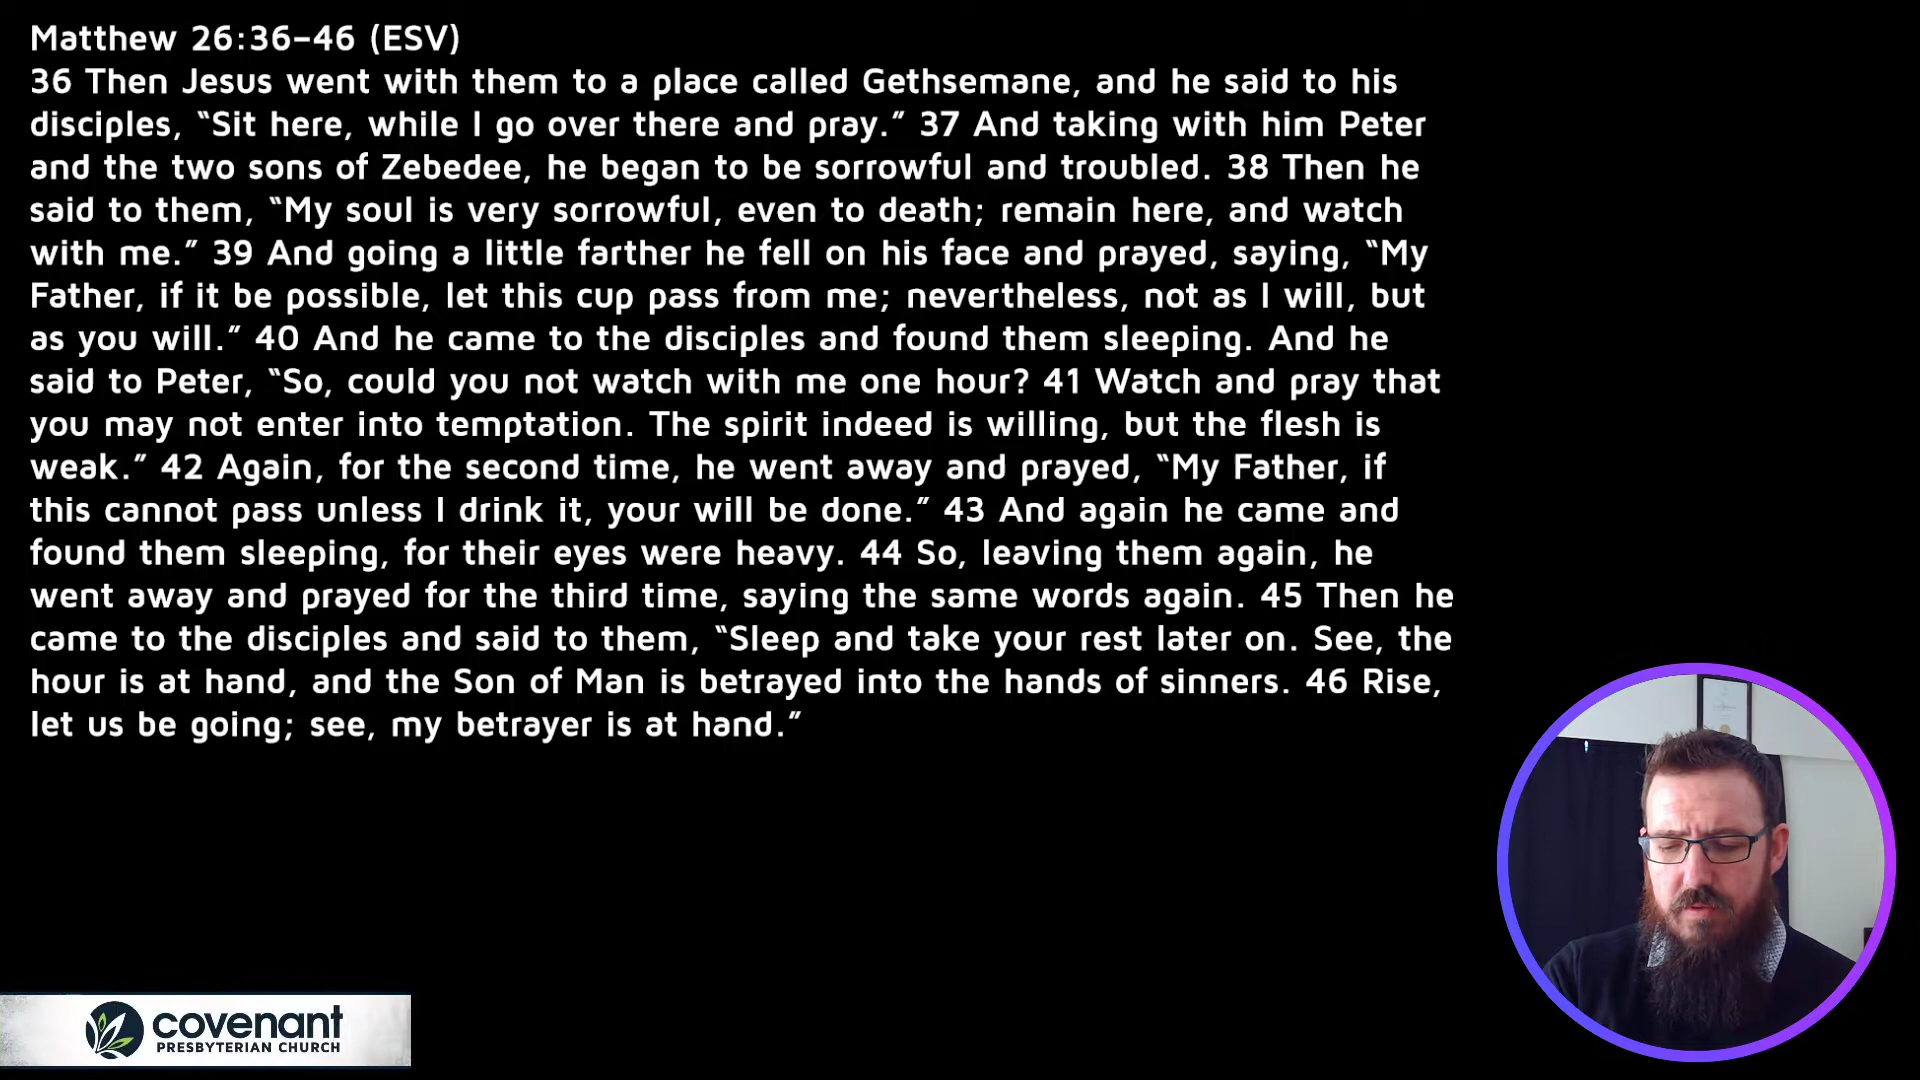 Matthew 26:36–46 (ESV)
36 Then Jesus went with them to a place called Gethsemane, and he said to his
disciples, “Sit here, while I go over there and pray.” 37 And taking with him Peter
and the two sons of Zebedee, he began to be sorrowful and troubled. 38 Then he
said to them, “My soul is very sorrowful, even to death; remain here, and watch
with me.” 39 And going a little farther he fell on his face and prayed, saying, “My
Father, if it be possible, let this cup pass from me; nevertheless, not as I will, but
as you will.” 40 And he came to the disciples and found them sleeping. And he
said to Peter, “So, could you not watch with me one hour? 41 Watch and pray that
you may not enter into temptation. The spirit indeed is willing, but the flesh is
weak.” 42 Again, for the second time, he went away and prayed, “My Father, if
this cannot pass unless I drink it, your will be done.” 43 And again he came and
found them sleeping, for their eyes were heavy. 44 So, leaving them again, he
went away and prayed for the third time, saying the same words again. 45 Then he
came to the disciples and said to them, “Sleep and take your rest later on. See, the
hour is at hand, and the Son of Man is betrayed into the hands of sinners. 46 Rise,
let us be going; see, my betrayer is at hand.”
covenant
PRESBYTERIAN CHURCH